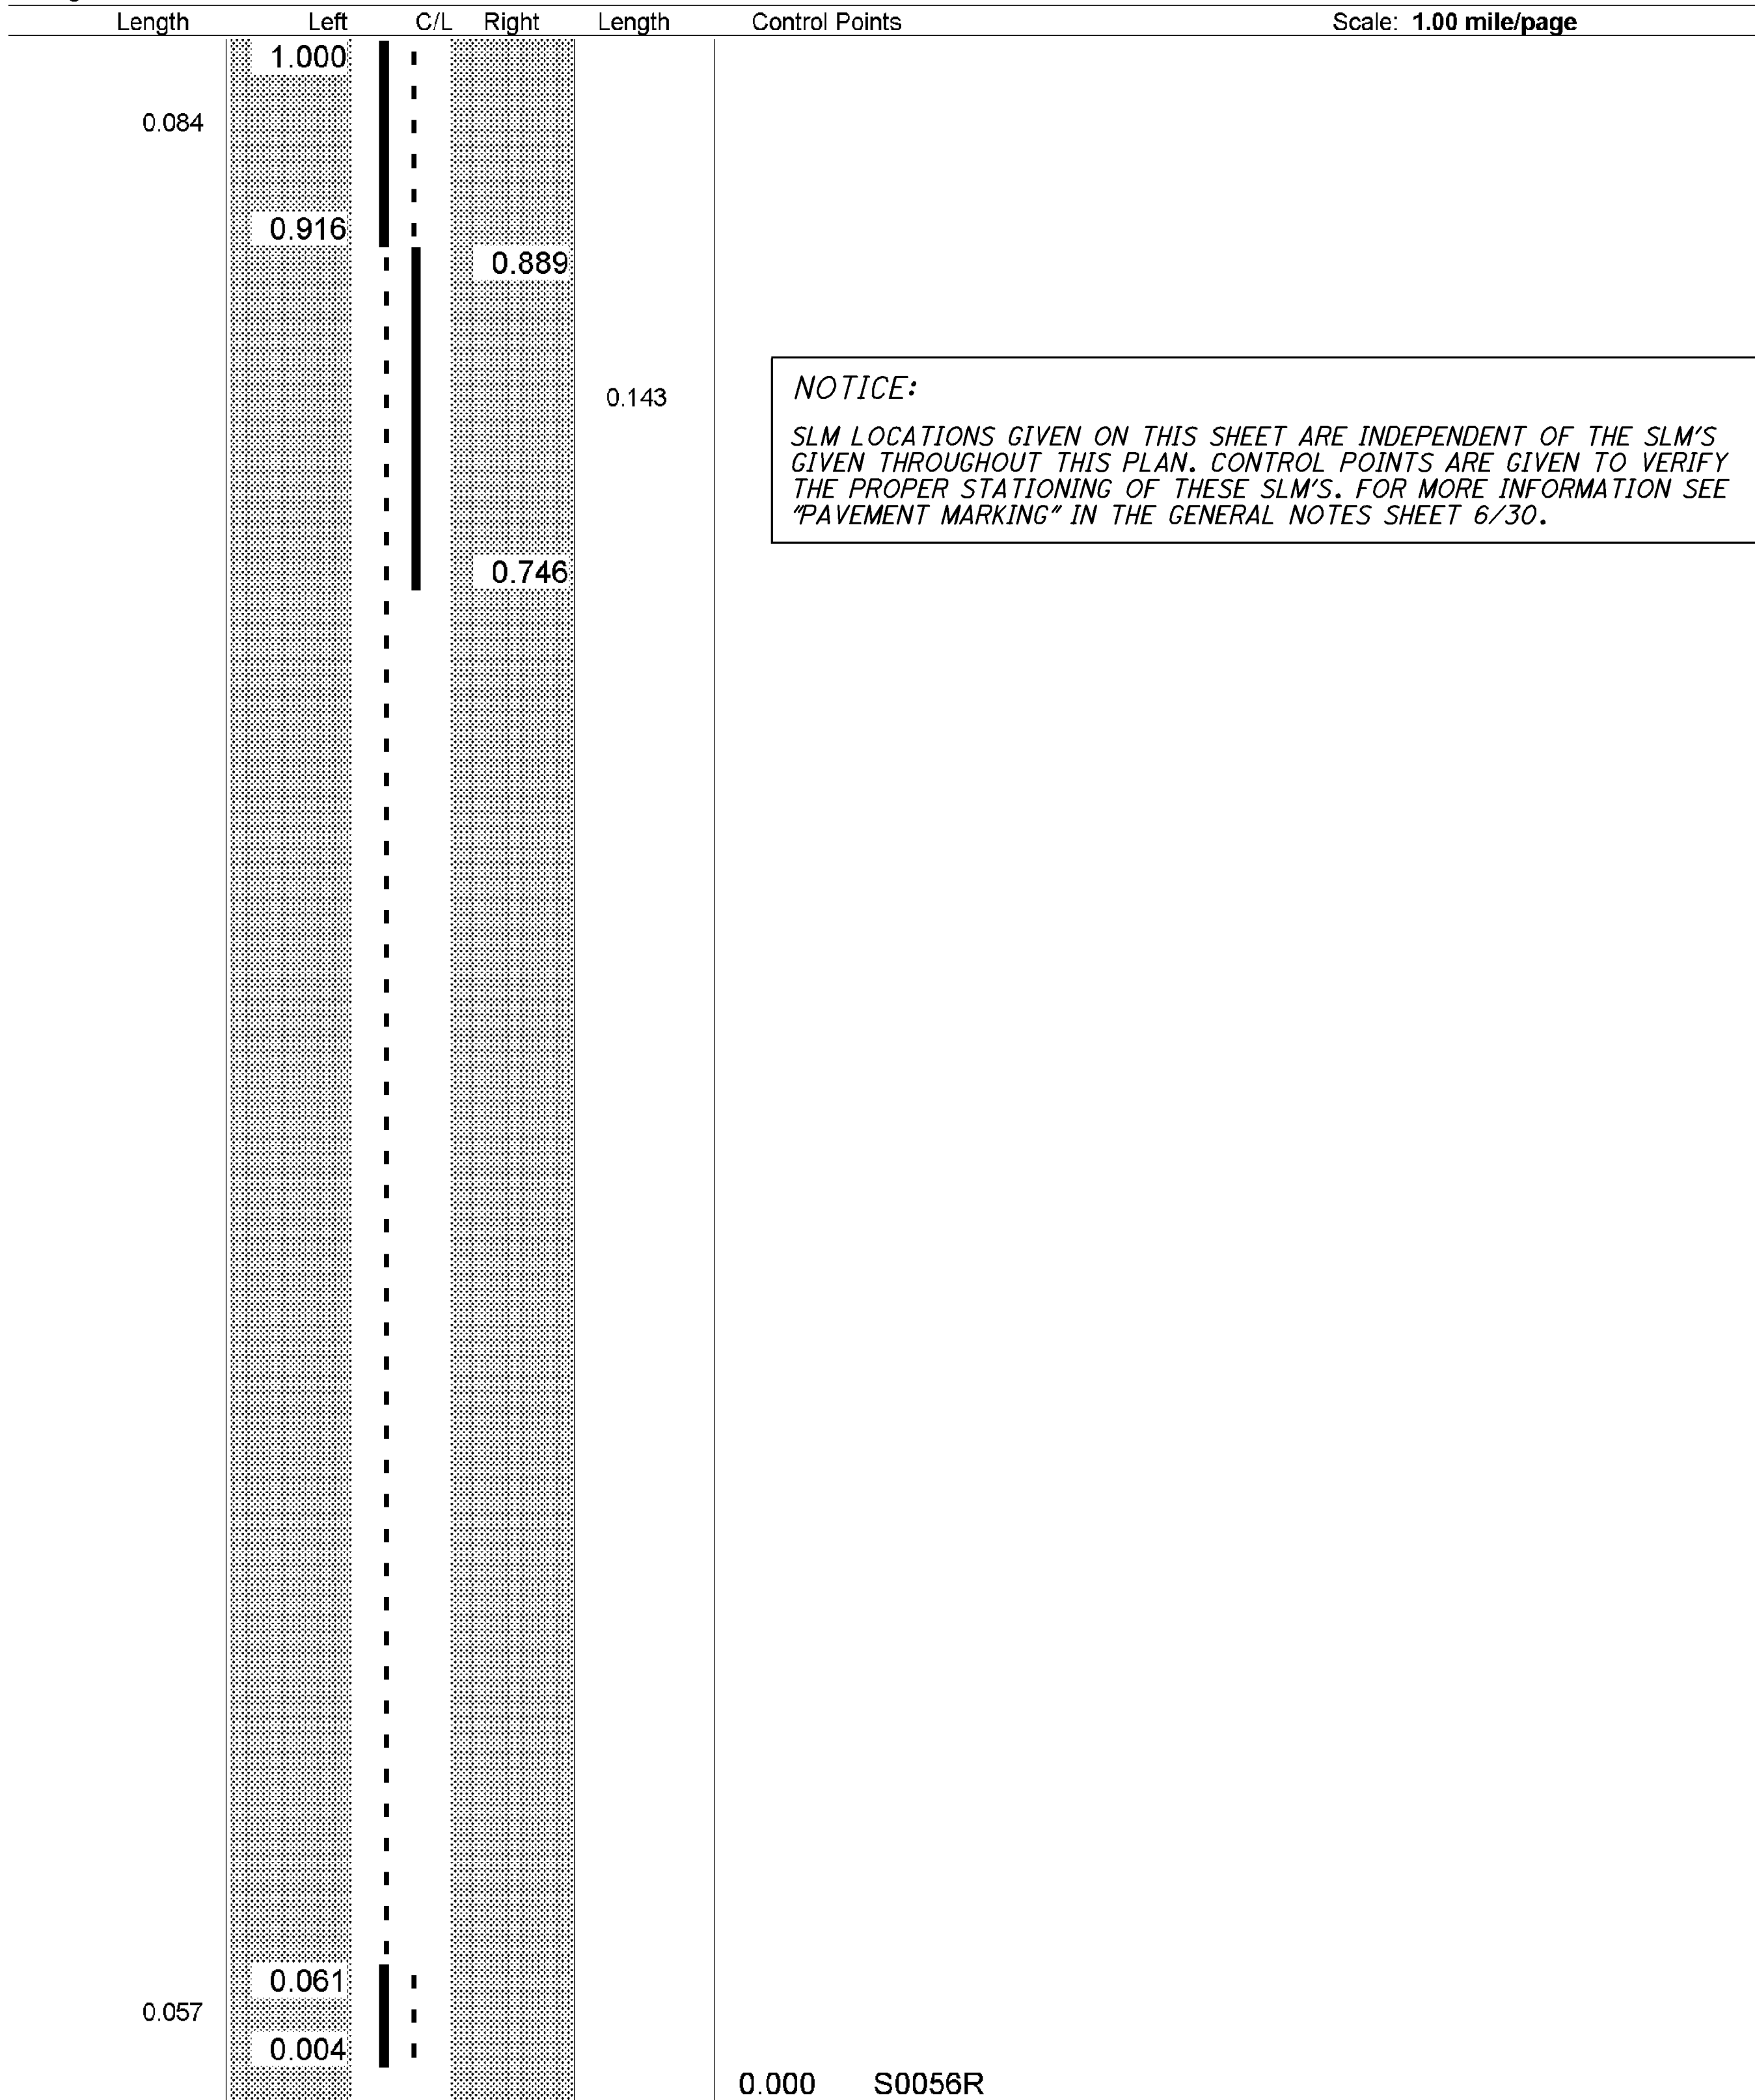 Length Left C/L Right Length Control Points Scale: 1.00 mile/page
1.000
0.084
0.916
0.889
0.143
NOTICE:
SLM LOCATIONS GIVEN ON THIS SHEET ARE INDEPENDENT OF THE SLM'S
GIVEN THROUGHOUT THIS PLAN. CONTROL POINTS ARE GIVEN TO VERIFY
THE PROPER STATIONING OF THESE SLM'S. FOR MORE INFORMATION SEE
"PAVEMENT MARKING" IN THE GENERAL NOTES SHEET 6/30.
0.746
0.061
0.057
0.004
0.000 S0056R